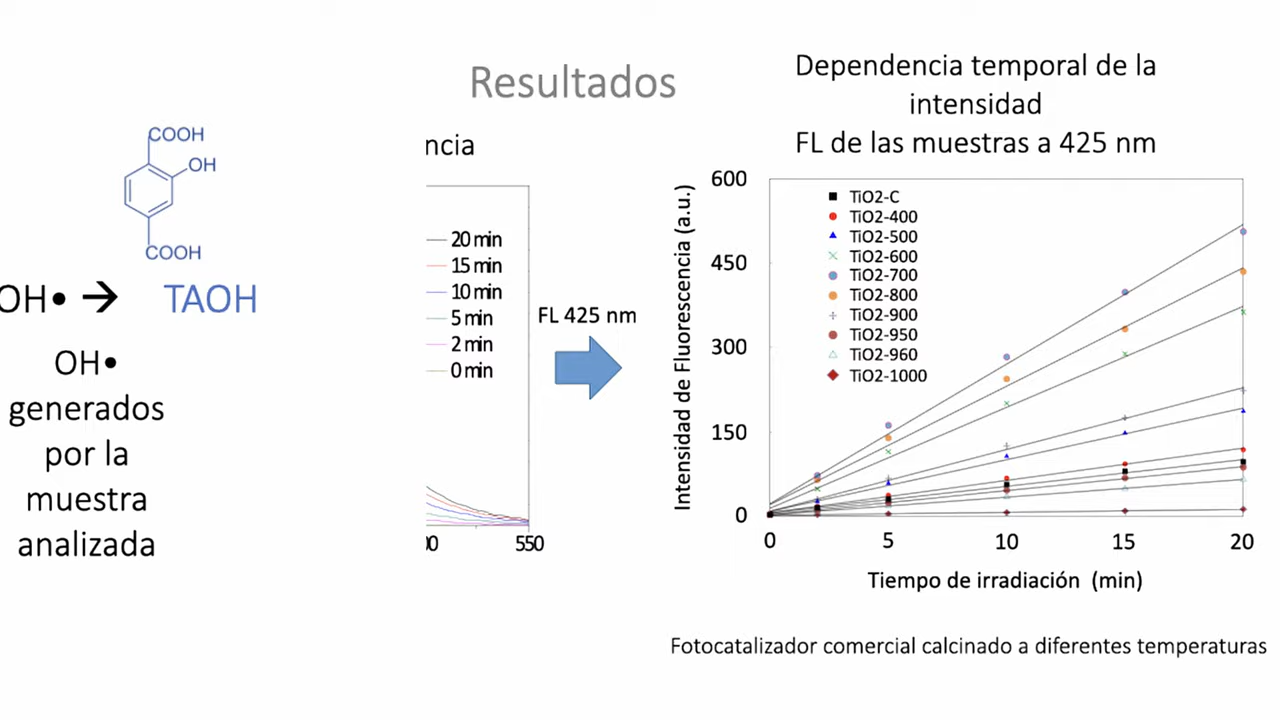 Resultados
COOH
OH
COOH
OH• → TAOH
OH•
generados
por la
muestra
analizada
ncia
20 min
15 min
10 min
5 min
2 min
0 min
550
FL 425 nm
Dependencia temporal de la
intensidad
FL de las muestras a 425 nm
Intensidad de Fluorescencia (a.u.)
600
450
300
150
0
TiO2-C
TiO2-400
TiO2-500
TiO2-600
TiO2-700
TiO2-800
TiO2-900
TiO2-950
TiO2-960
TiO2-1000
0 5 10 15 20
Tiempo de irradiación (min)
Fotocatalizador comercial calcinado a diferentes temperaturas